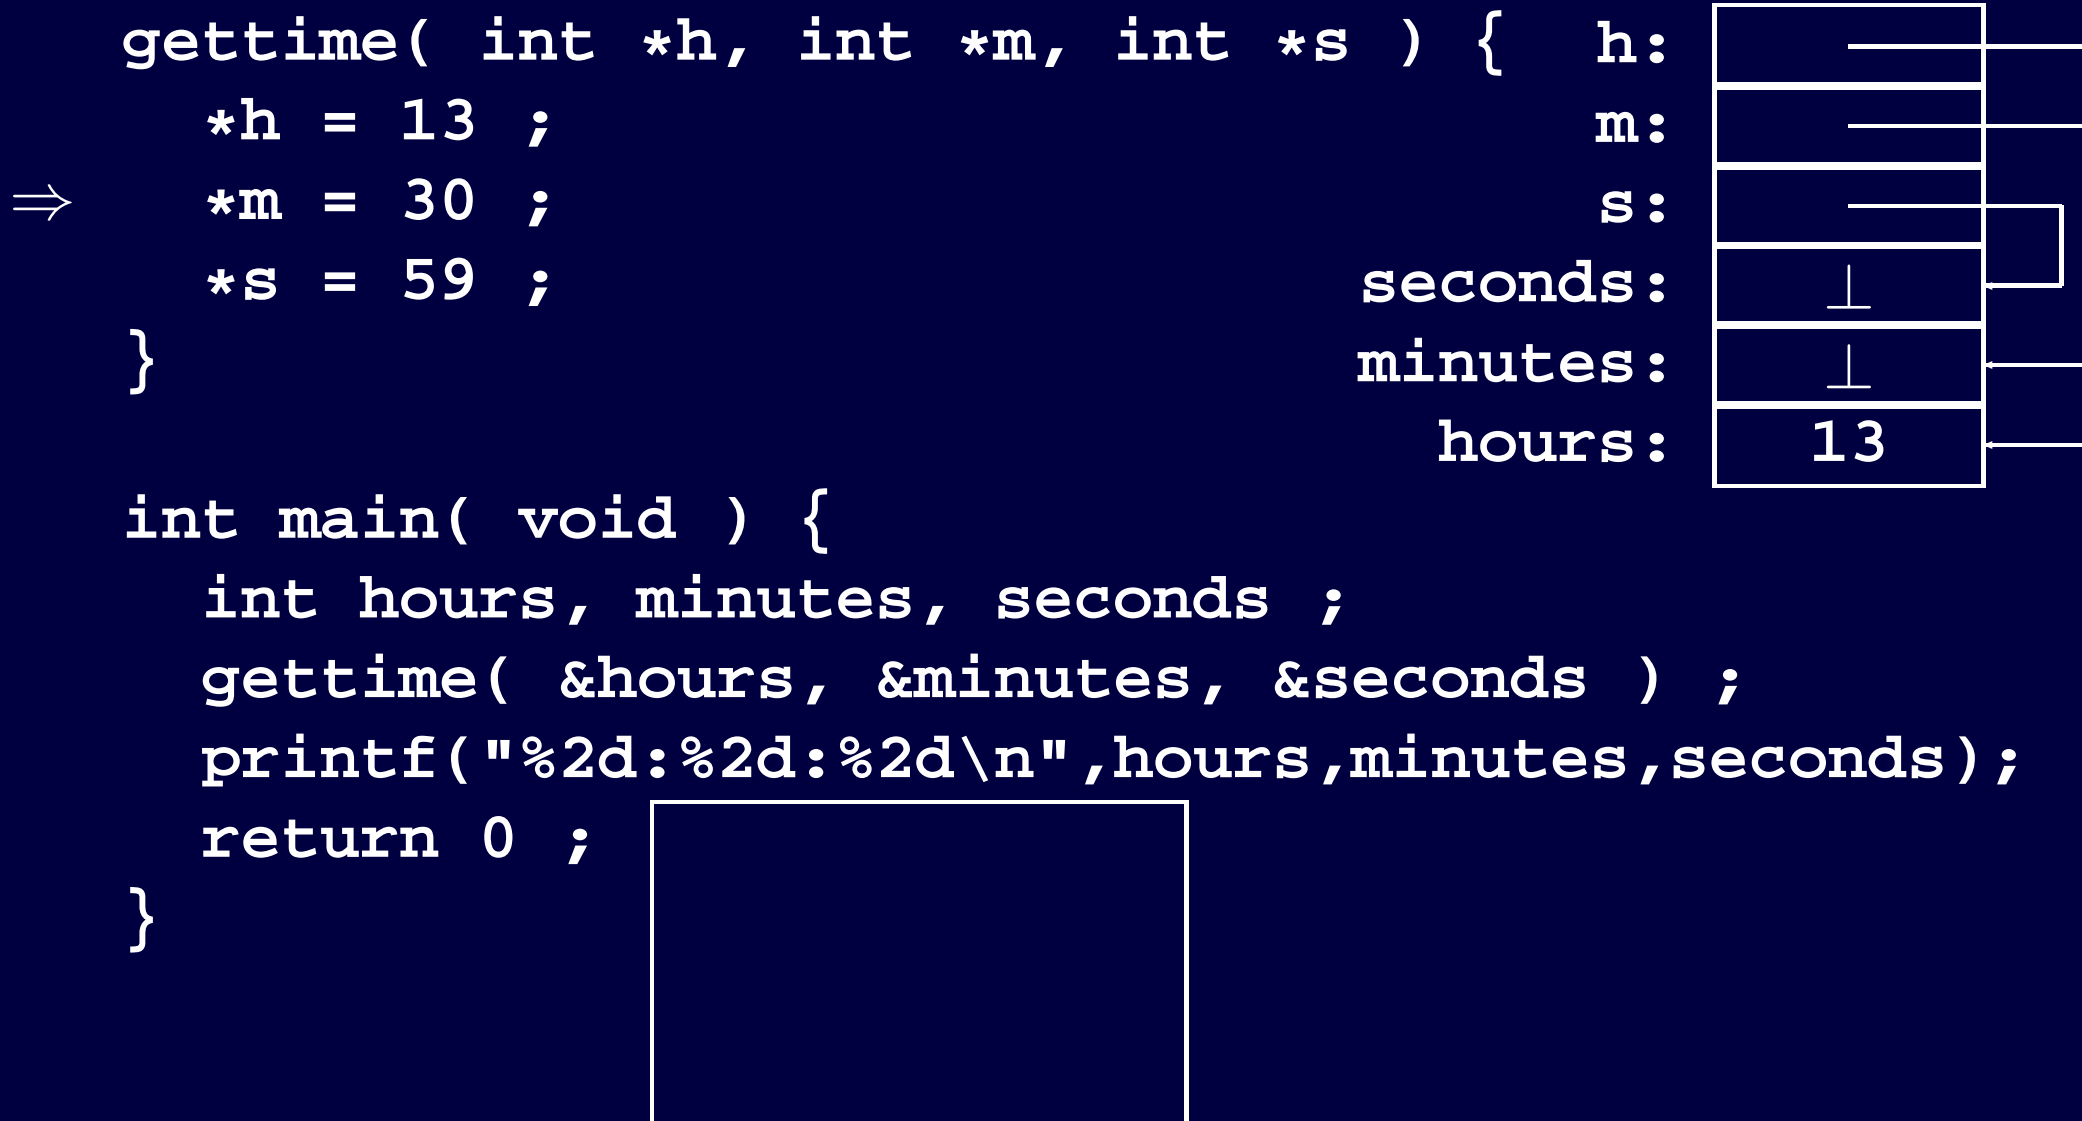 gettime( int *h, int *m, int *s ) { h:
*h = 13 ; m:
⇒ *m = 30 ; s:
*s = 59 ; seconds: ⊥
} minutes: ⊥
hours: 13
int main( void ) {
int hours, minutes, seconds ;
gettime( &hours, &minutes, &seconds ) ;
printf("%2d:%2d:%2d\n",hours,minutes,seconds);
return 0 ;
}